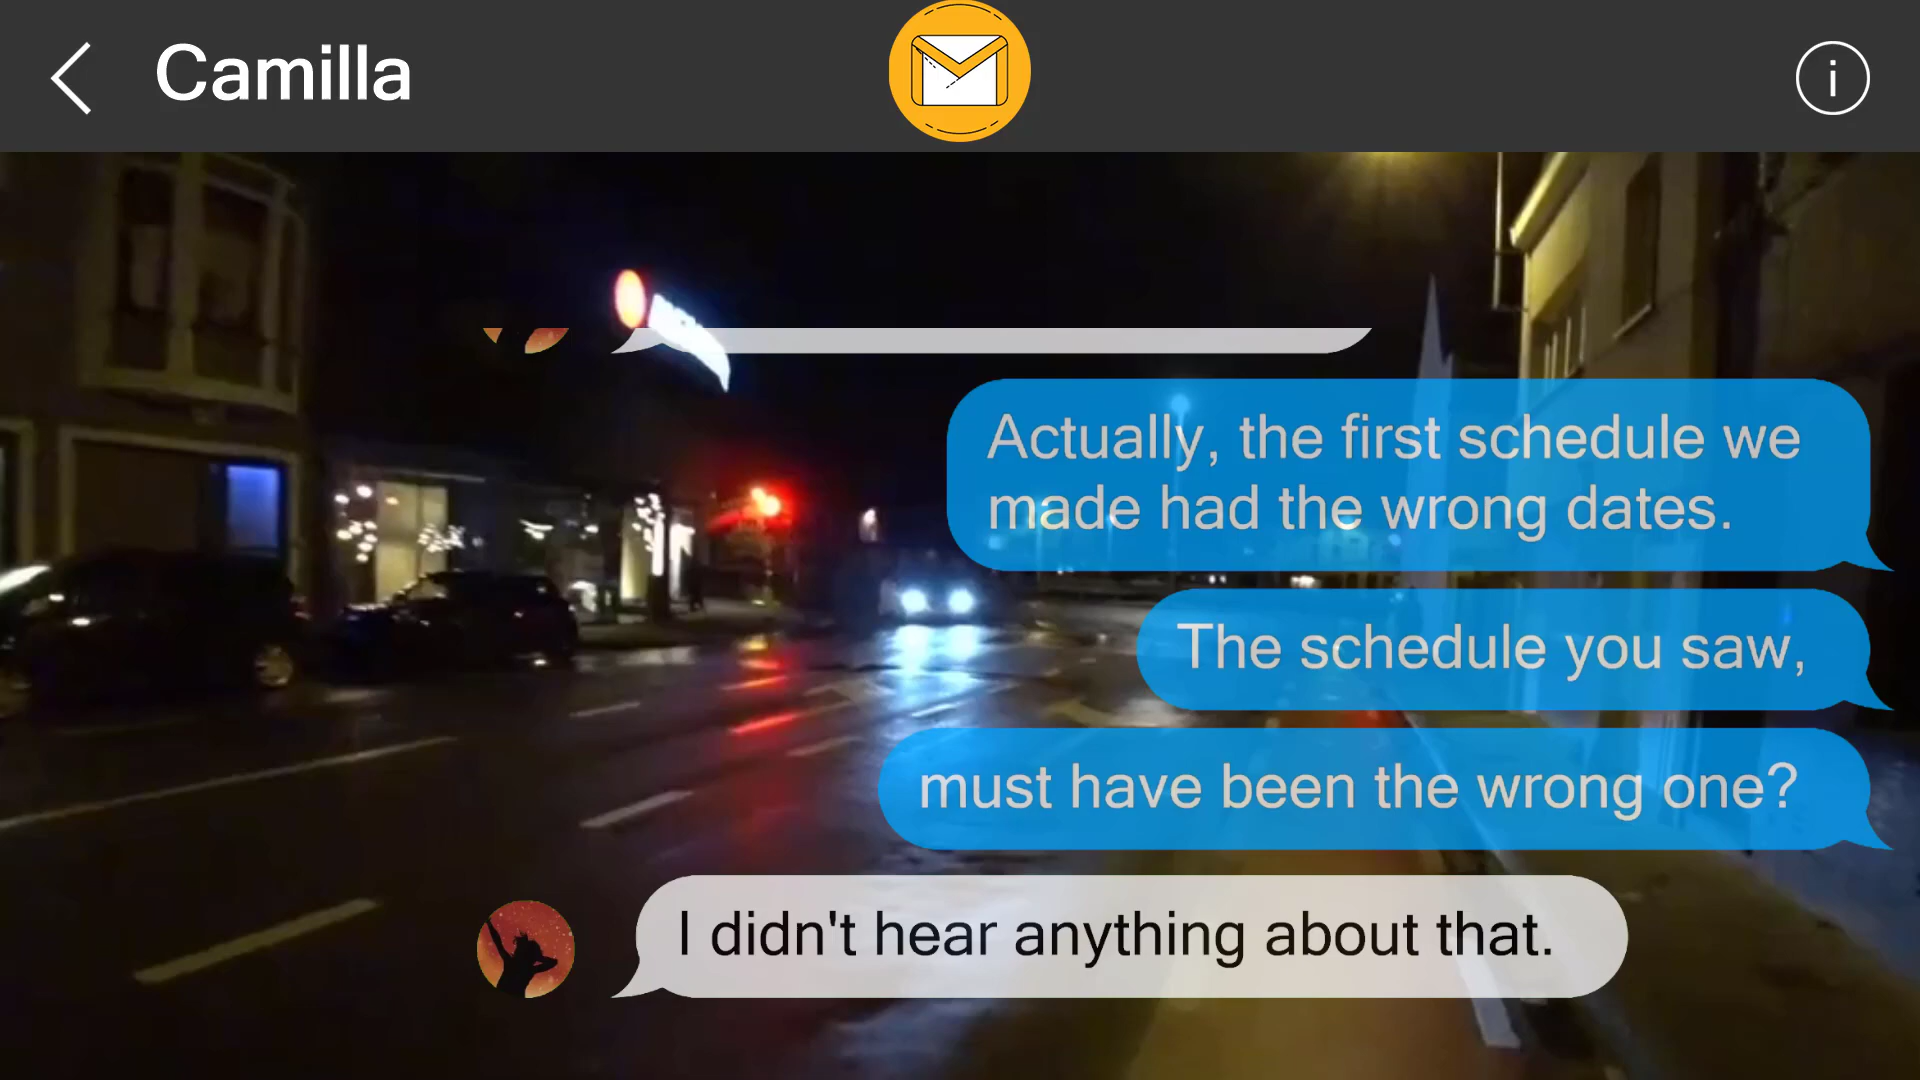 Camilla
Actually, the first schedule we
made had the wrong dates.
The schedule you saw,
must have been the wrong one?
I didn't hear anything about that.